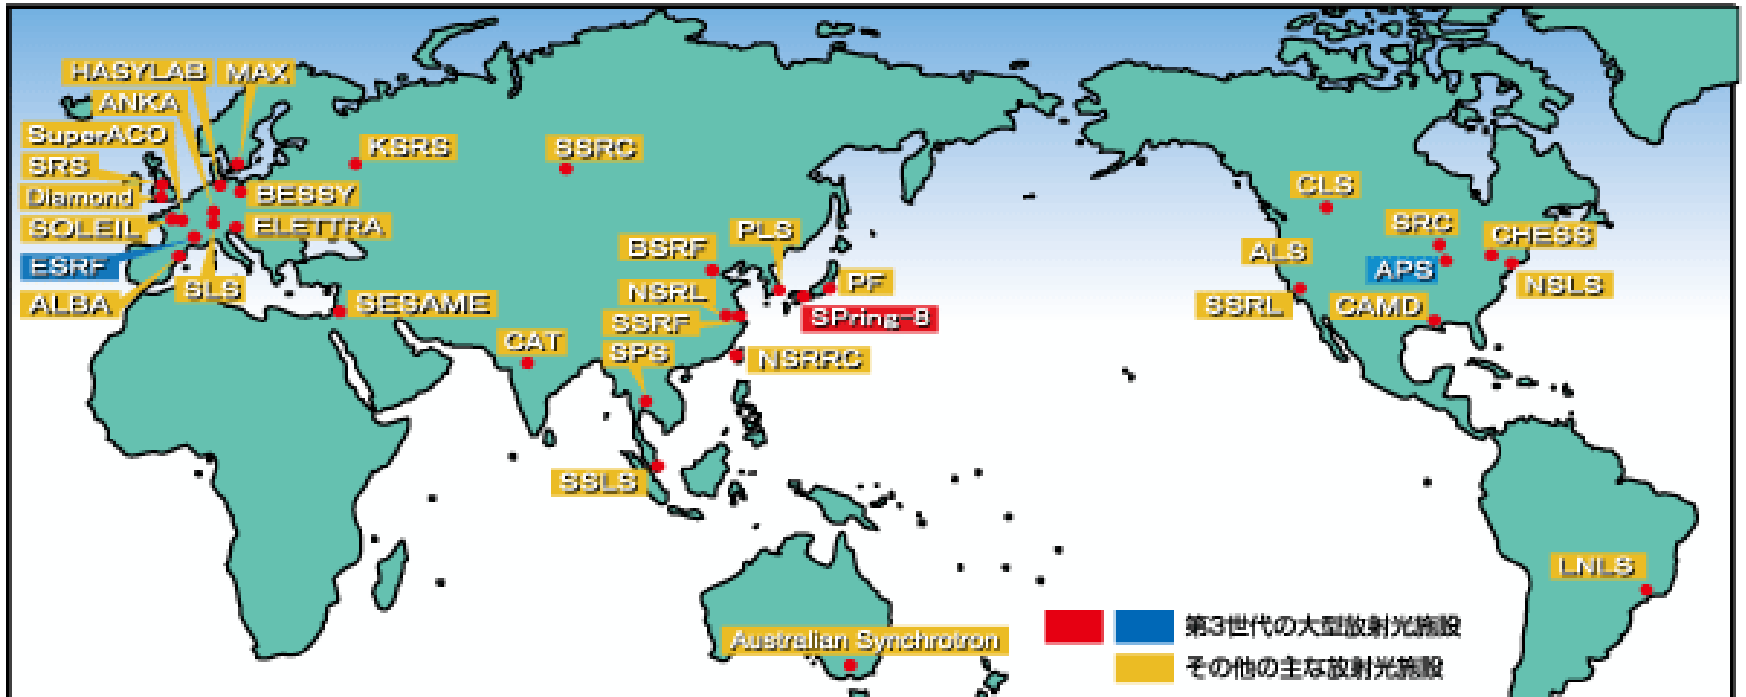 HASYLAB
MAX
ANKA
SuperACO
KSRS
SSRC
SRS
Diamond
BESSY
SOLEIL
ELETTRA
ESRF
SLS
ALBA
SESAME
CLS
SRC
CHESS
PLS
BSRF
ALS
APS
PF
NSRL
NSLS
SSRL
CAMD
SPring-8
SSRF
CAT
SPS
NSRRC
SSLS
LNLS
第3世代の大型放射光施設
Australian Synchrotron
その他の主な放射光施設